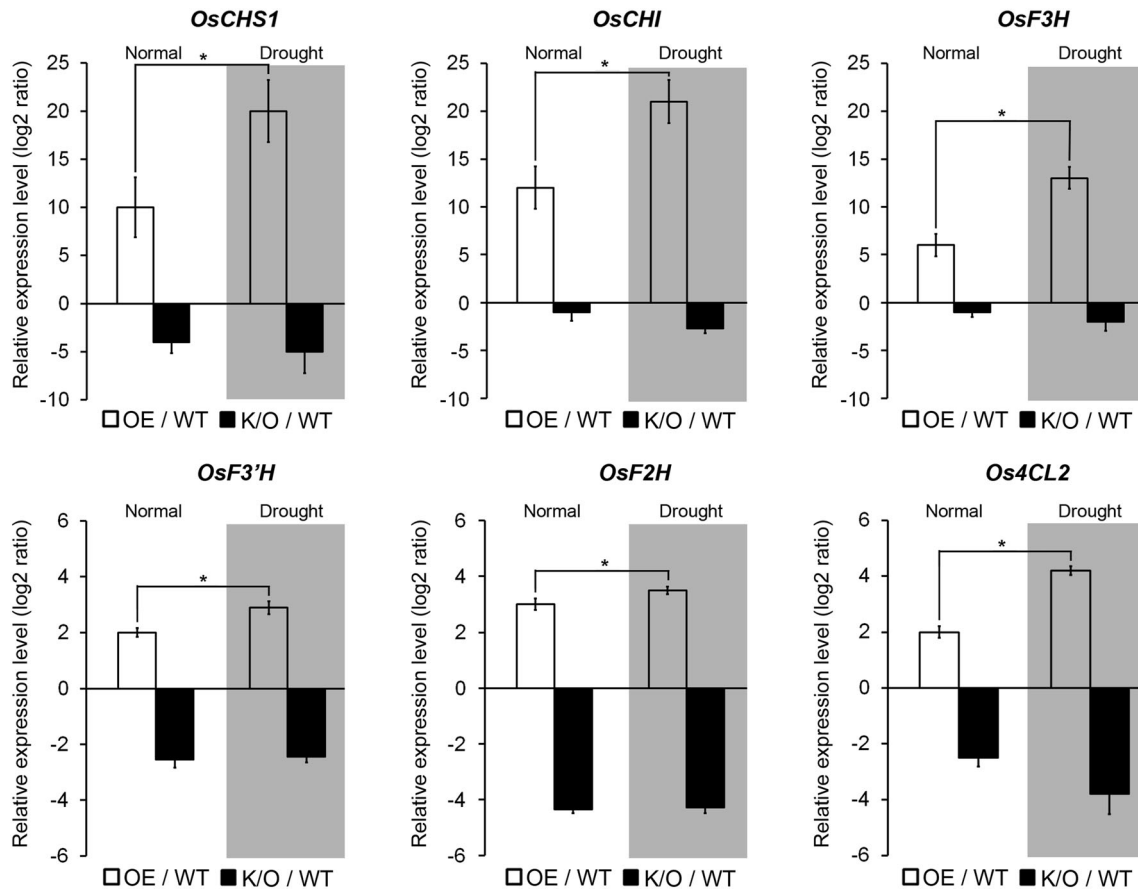 OsCHS1
Normal
Drought
*
Relative expression level (log2 ratio)
25
20
15
10
5
0
-5
-10
OE / WT
K/O / WT
OsCHI
Normal
Drought
*
Relative expression level (log2 ratio)
25
20
15
10
5
0
-5
-10
OE / WT
K/O / WT
OsF3H
Normal
Drought
*
Relative expression level (log2 ratio)
25
20
15
10
5
0
-5
-10
OE / WT
K/O / WT
OsF3’H
Normal
Drought
*
Relative expression level (log2 ratio)
6
4
2
0
-2
-4
-6
OE / WT
K/O / WT
OsF2H
Normal
Drought
*
Relative expression level (log2 ratio)
6
4
2
0
-2
-4
-6
OE / WT
K/O / WT
Os4CL2
Normal
Drought
*
Relative expression level (log2 ratio)
6
4
2
0
-2
-4
-6
OE / WT
K/O / WT